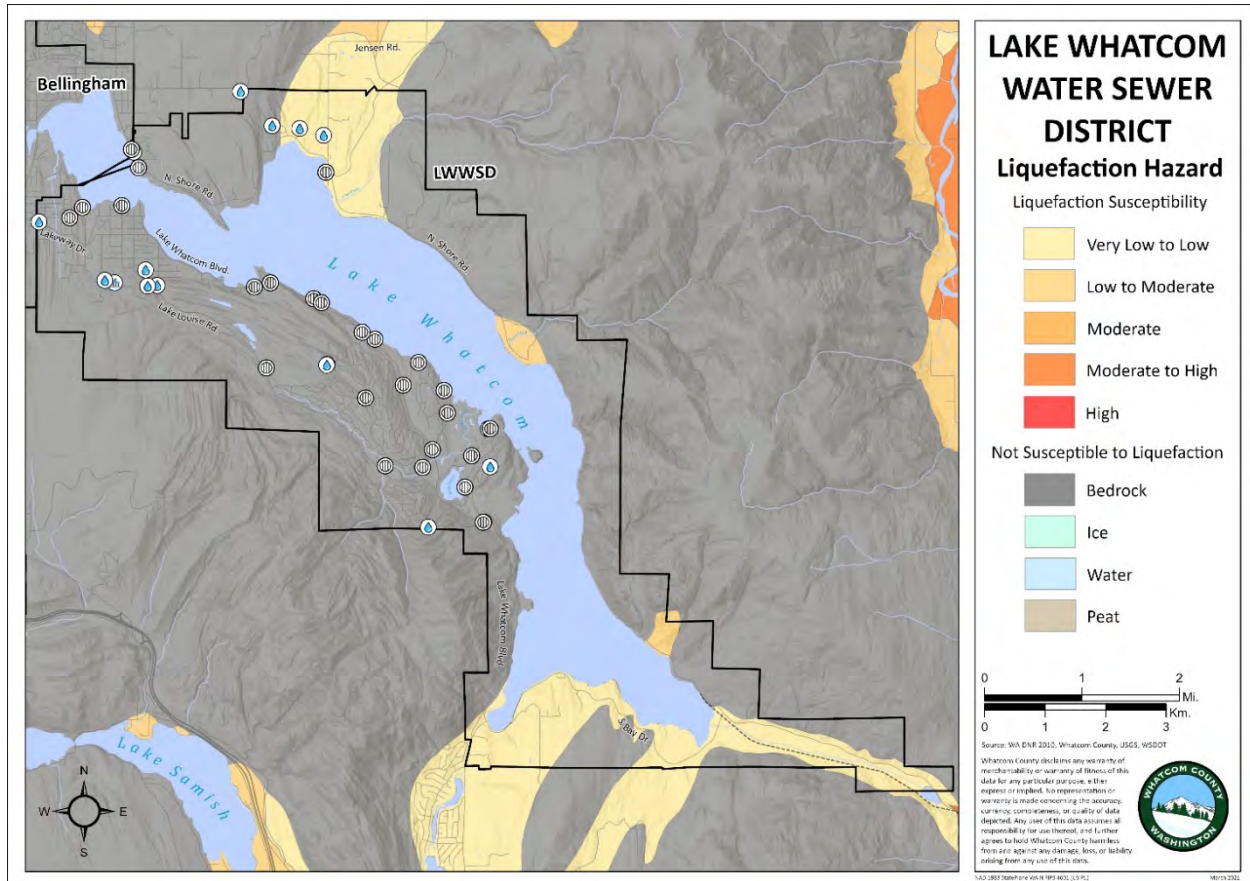 LAKE WHATCOM
WATER SEWER
DISTRICT
Liquefaction Hazard
Liquefaction Susceptibility
Very Low to Low
Low to Moderate
Moderate
Moderate to High
High
Not Susceptible to Liquefaction
Bedrock
Ice
Water
Peat
0 1 2
Mi.
Km.
0 1 2 3
Source: WA DNR 2010, Whatcom County, USGS, WSDOT
Whatcom County disclaims any warranty of
merchantability or warranty of fitness of this
data for any particular purpose, either
express or implied. No representation or
warranty is made concerning the accuracy,
currency, completeness, or quality of data
depicted. Any user of this data assumes all
responsibility for use thereof, and further
agrees to hold Whatcom County harmless
from and against any damage, loss, or liability
arising from any use of this data.
WHATCOM COUNTY
WASHINGTON
March 2021
Jensen Rd.
Bellingham
LWWSD
N. Shore Rd.
N. Shore Rd.
Lakeway Dr.
Lake Whatcom Blvd.
Lake Louise Rd.
Lake Whatcom
Lake Whatcom Blvd.
S Bay Dr.
Lake Samish
N
W E
S